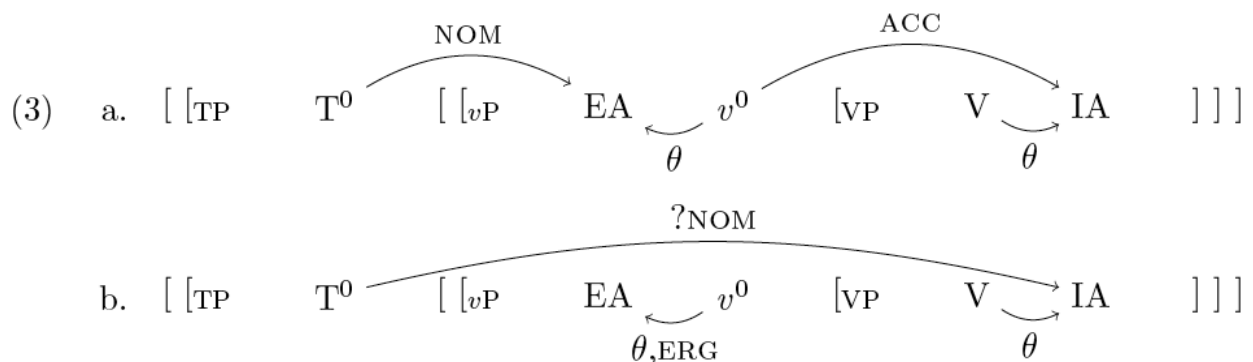 NOM ACC
(3) a. [ [TP T⁰ [ [vP EA v⁰ [VP V IA ] ] ]
θ θ
?NOM
b. [ [TP T⁰ [ [vP EA v⁰ [VP V IA ] ] ]
θ,ERG θ